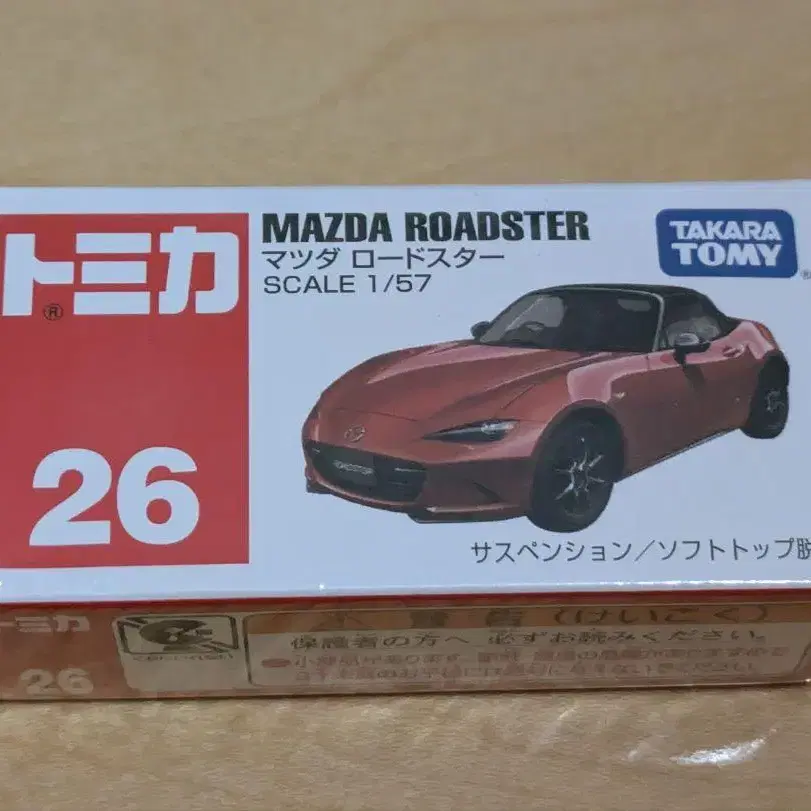 トミカ®
26
MAZDA ROADSTER
マツダ ロードスター
SCALE 1/57
TAKARA
TOMY
サスペンション/ソフトトップ脱
トミカ
26
警告(けいこく)
保護者の方へ 必ずお読みください。